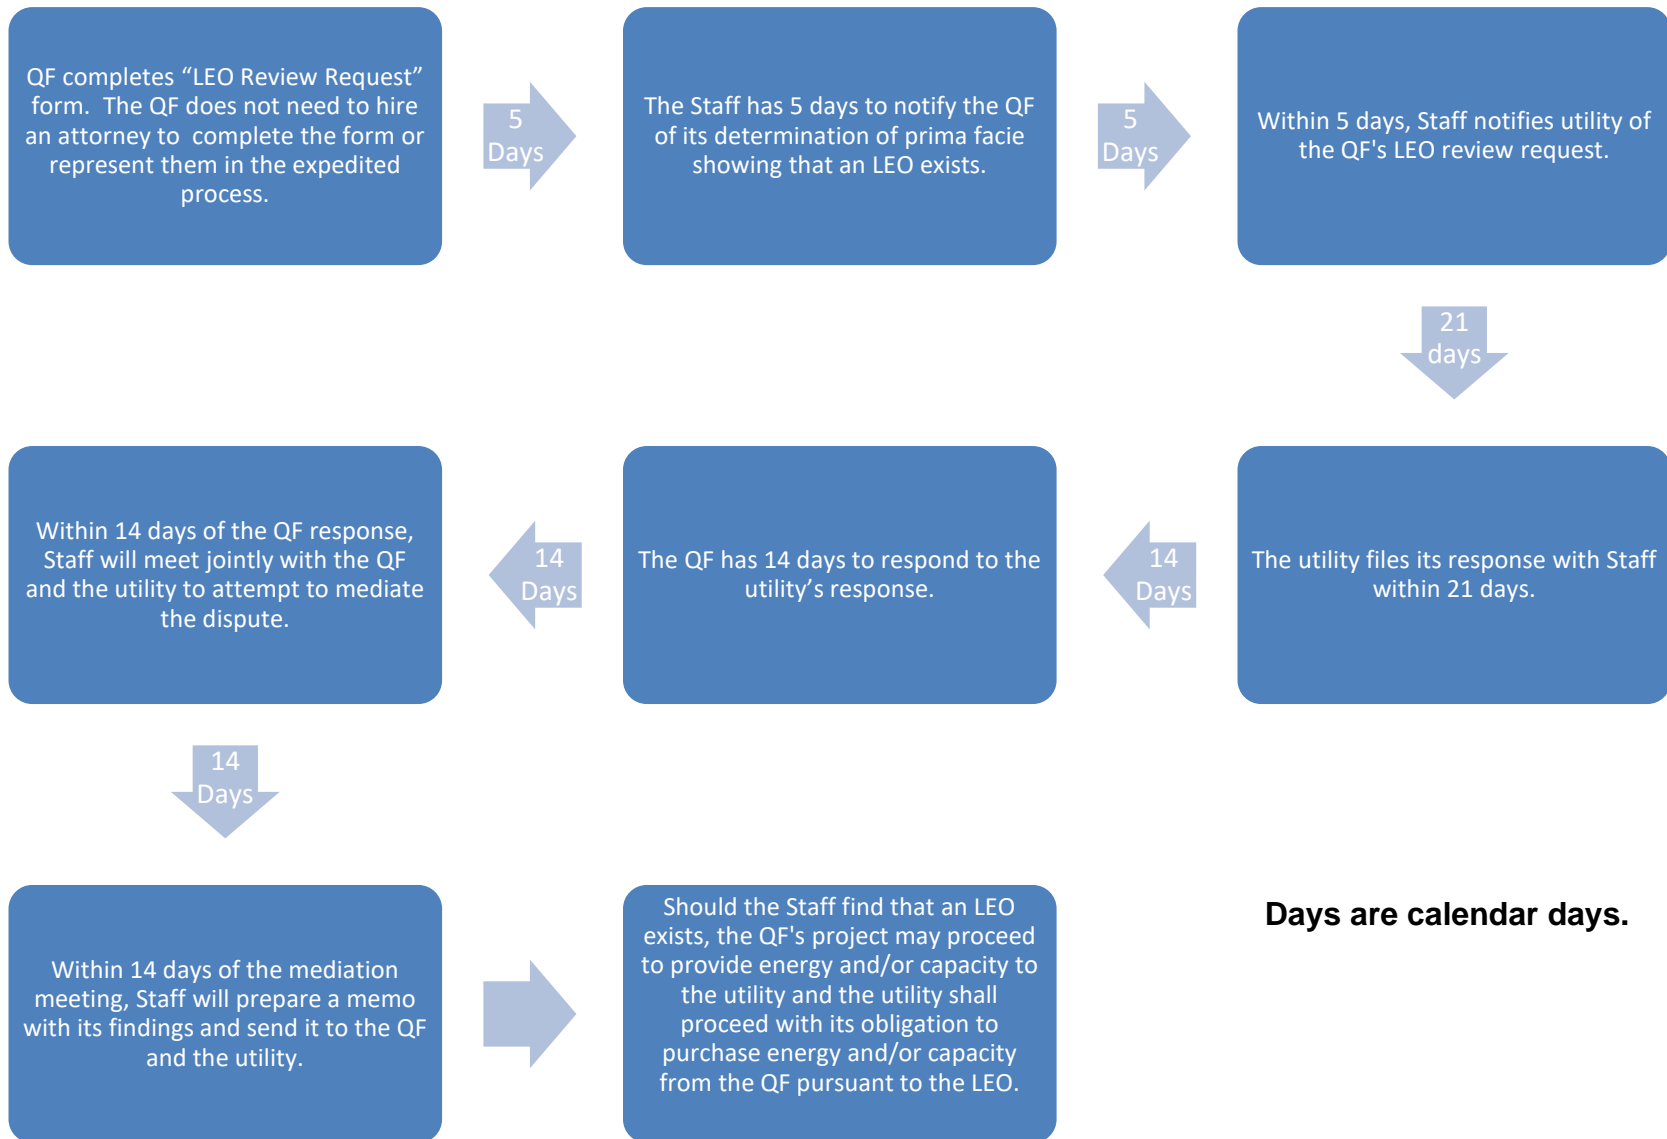 QF completes “LEO Review Request”
form.  The QF does not need to hire
an attorney to  complete the form or
represent them in the expedited
process.
5
Days
The Staff has 5 days to notify the QF
of its determination of prima facie
showing that an LEO exists.
5
Days
Within 5 days, Staff notifies utility of
the QF's LEO review request.
21
days
The utility files its response with Staff
within 21 days.
14
Days
The QF has 14 days to respond to the
utility’s response.
14
Days
Within 14 days of the QF response,
Staff will meet jointly with the QF
and the utility to attempt to mediate
the dispute.
14
Days
Within 14 days of the mediation
meeting, Staff will prepare a memo
with its findings and send it to the QF
and the utility.
Should the Staff find that an LEO
exists, the QF's project may proceed
to provide energy and/or capacity to
the utility and the utility shall
proceed with its obligation to
purchase energy and/or capacity
from the QF pursuant to the LEO.
Days are calendar days.